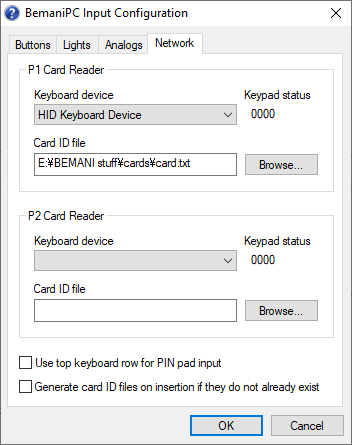 BemaniPC Input Configuration
Buttons Lights Analogs Network
P1 Card Reader
Keyboard device Keypad status
HID Keyboard Device 0000
Card ID file
E:¥BEMANI stuff¥cards¥card.txt Browse...
P2 Card Reader
Keyboard device Keypad status
0000
Card ID file
Browse...
Use top keyboard row for PIN pad input
Generate card ID files on insertion if they do not already exist
OK Cancel